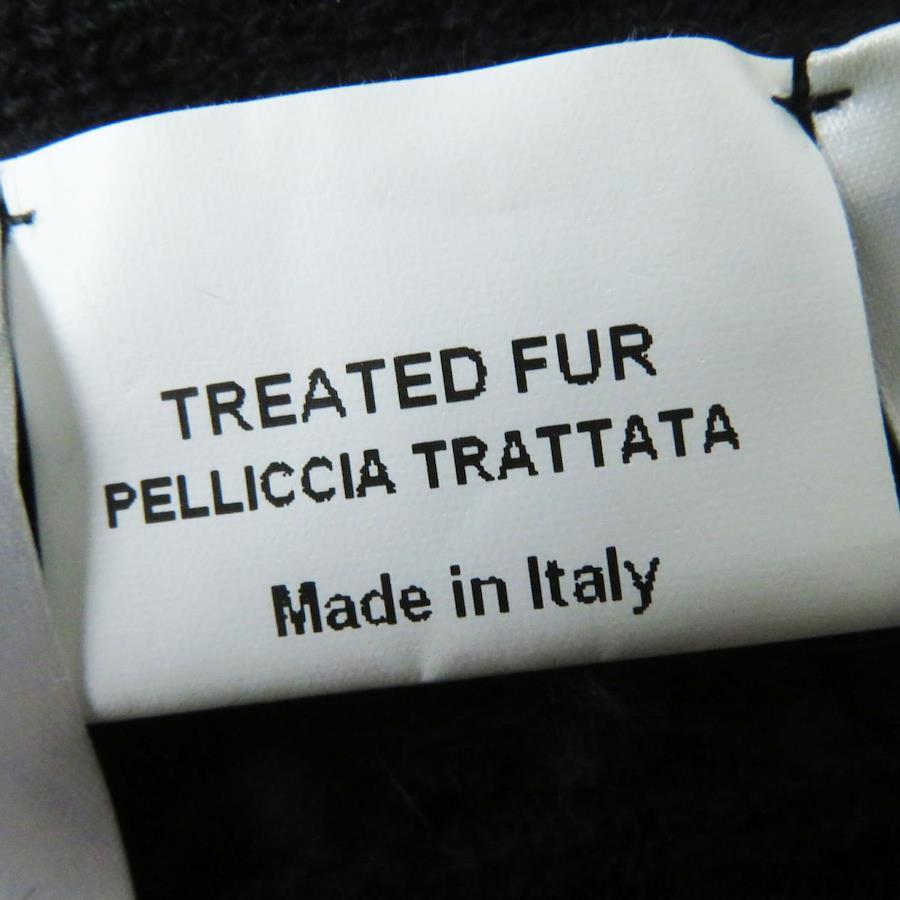 TREATED FUR
PELLICCIA TRATTATA
Made in Italy